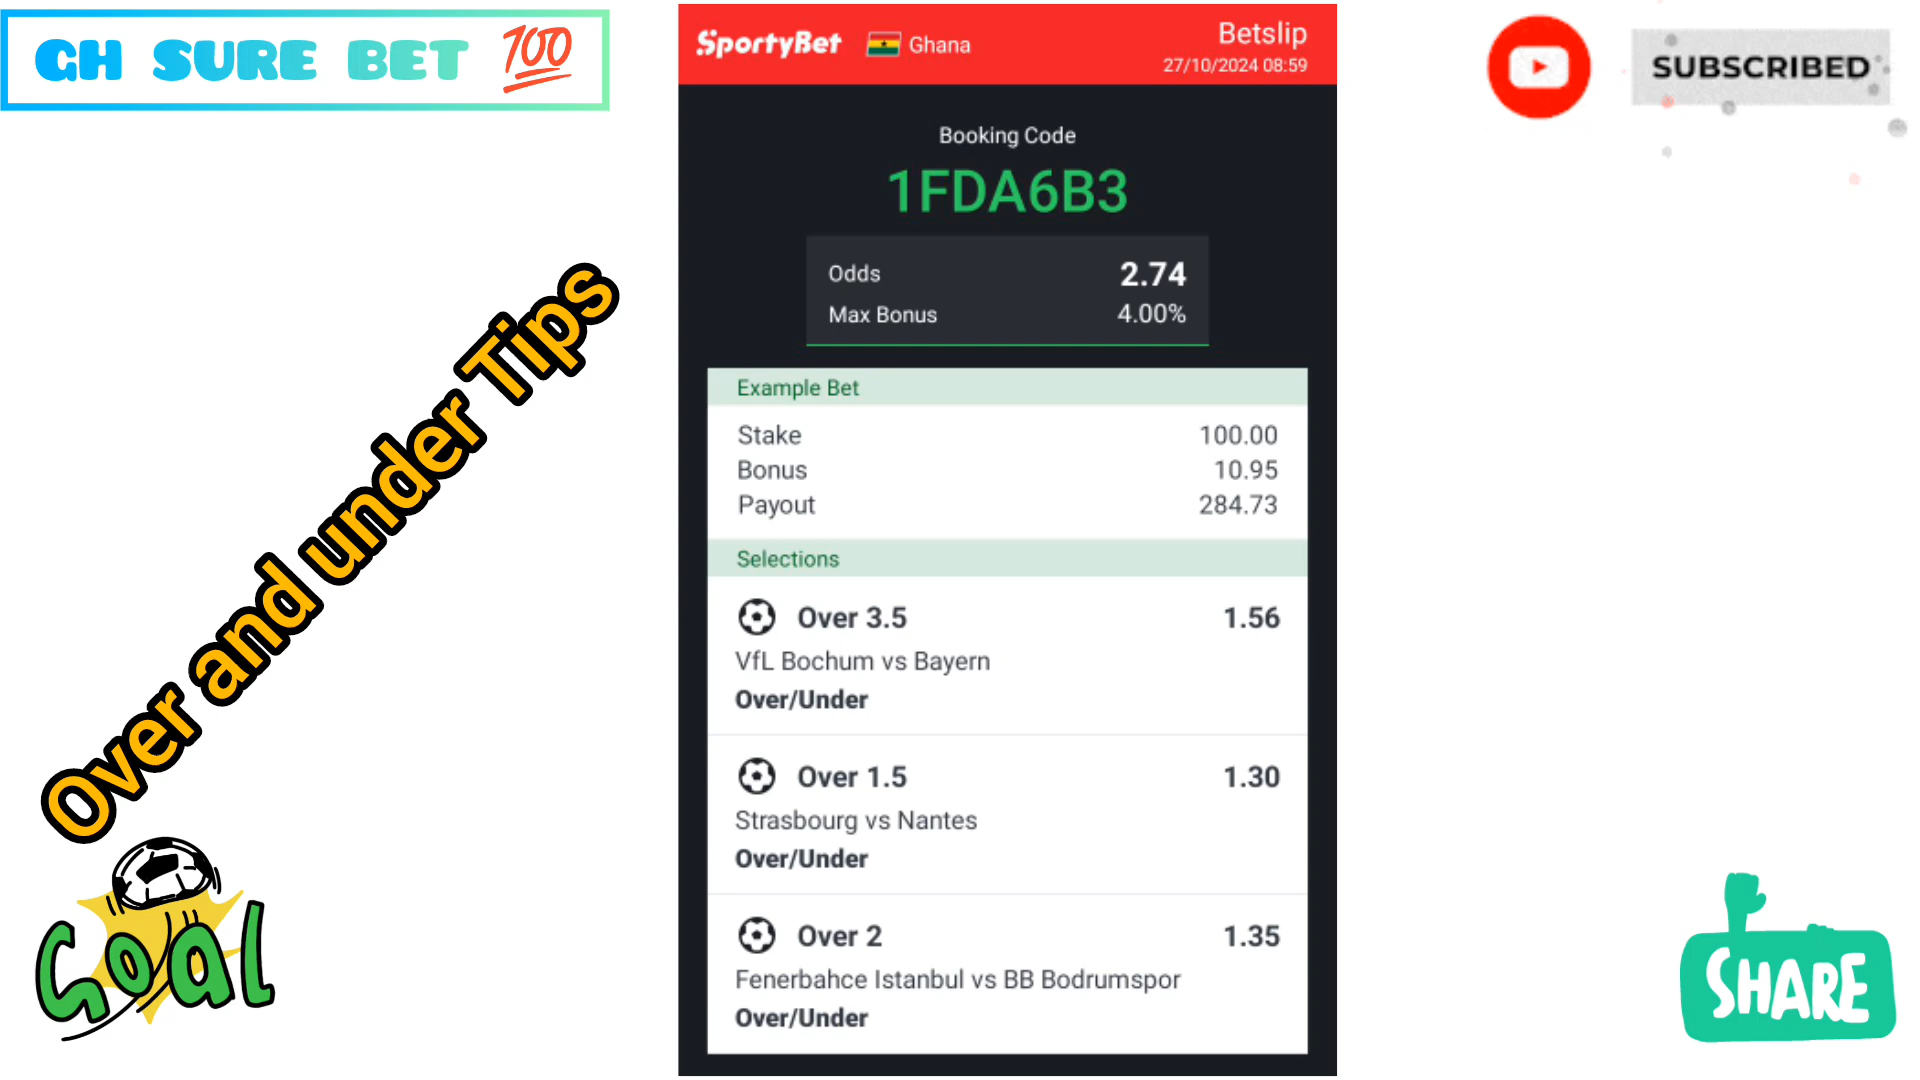 GH SURE BET 💯
SportyBet Ghana
Betslip
27/10/2024 08:59
SUBSCRIBED
Booking Code
1FDA6B3
Odds 2.74
Max Bonus 4.00%
Over and under Tips
Example Bet
Stake 100.00
Bonus 10.95
Payout 284.73
Selections
Over 3.5 1.56
VfL Bochum vs Bayern
Over/Under
Over 1.5 1.30
Strasbourg vs Nantes
Over/Under
Over 2 1.35
Fenerbahce Istanbul vs BB Bodrumspor
Over/Under
Goal
SHARE